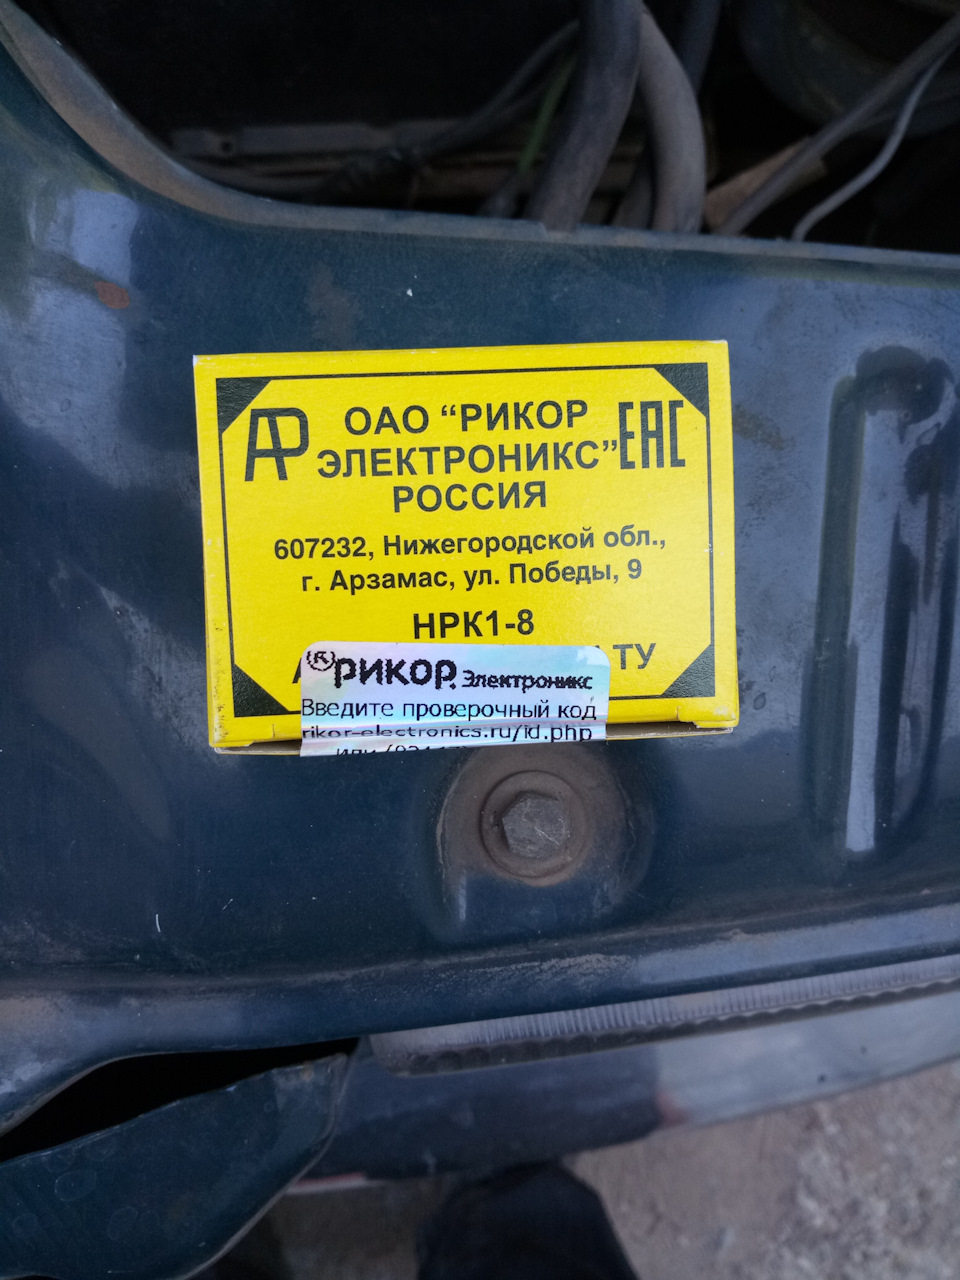 АР ОАО “РИКОР
ЭЛЕКТРОНИКС” ЕАС
РОССИЯ
607232, Нижегородской обл.,
г. Арзамас, ул. Победы, 9
НРК1-8
ТУ
РИКОР Электроникс
Введите проверочный код
rikor-electronics.ru/id.php
или